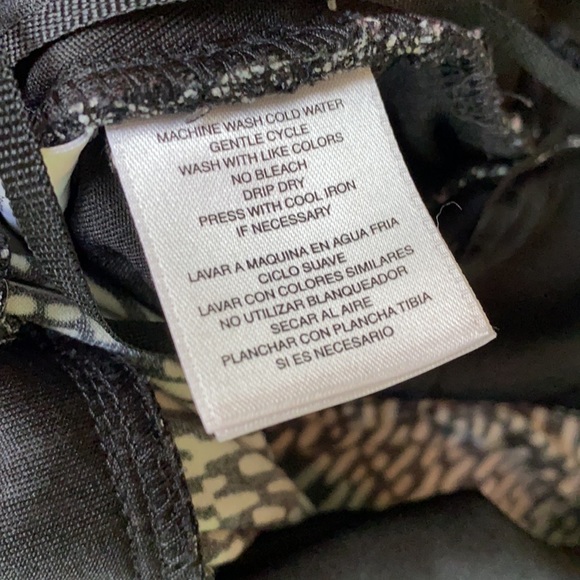 MACHINE WASH COLD WATER
GENTLE CYCLE
WASH WITH LIKE COLORS
NO BLEACH
DRIP DRY
PRESS WITH COOL IRON
IF NECESSARY
LAVAR A MAQUINA EN AGUA FRIA
CICLO SUAVE
LAVAR CON COLORES SIMILARES
NO UTILIZAR BLANQUEADOR
SECAR AL AIRE
PLANCHAR CON PLANCHA TIBIA
SI ES NECESARIO